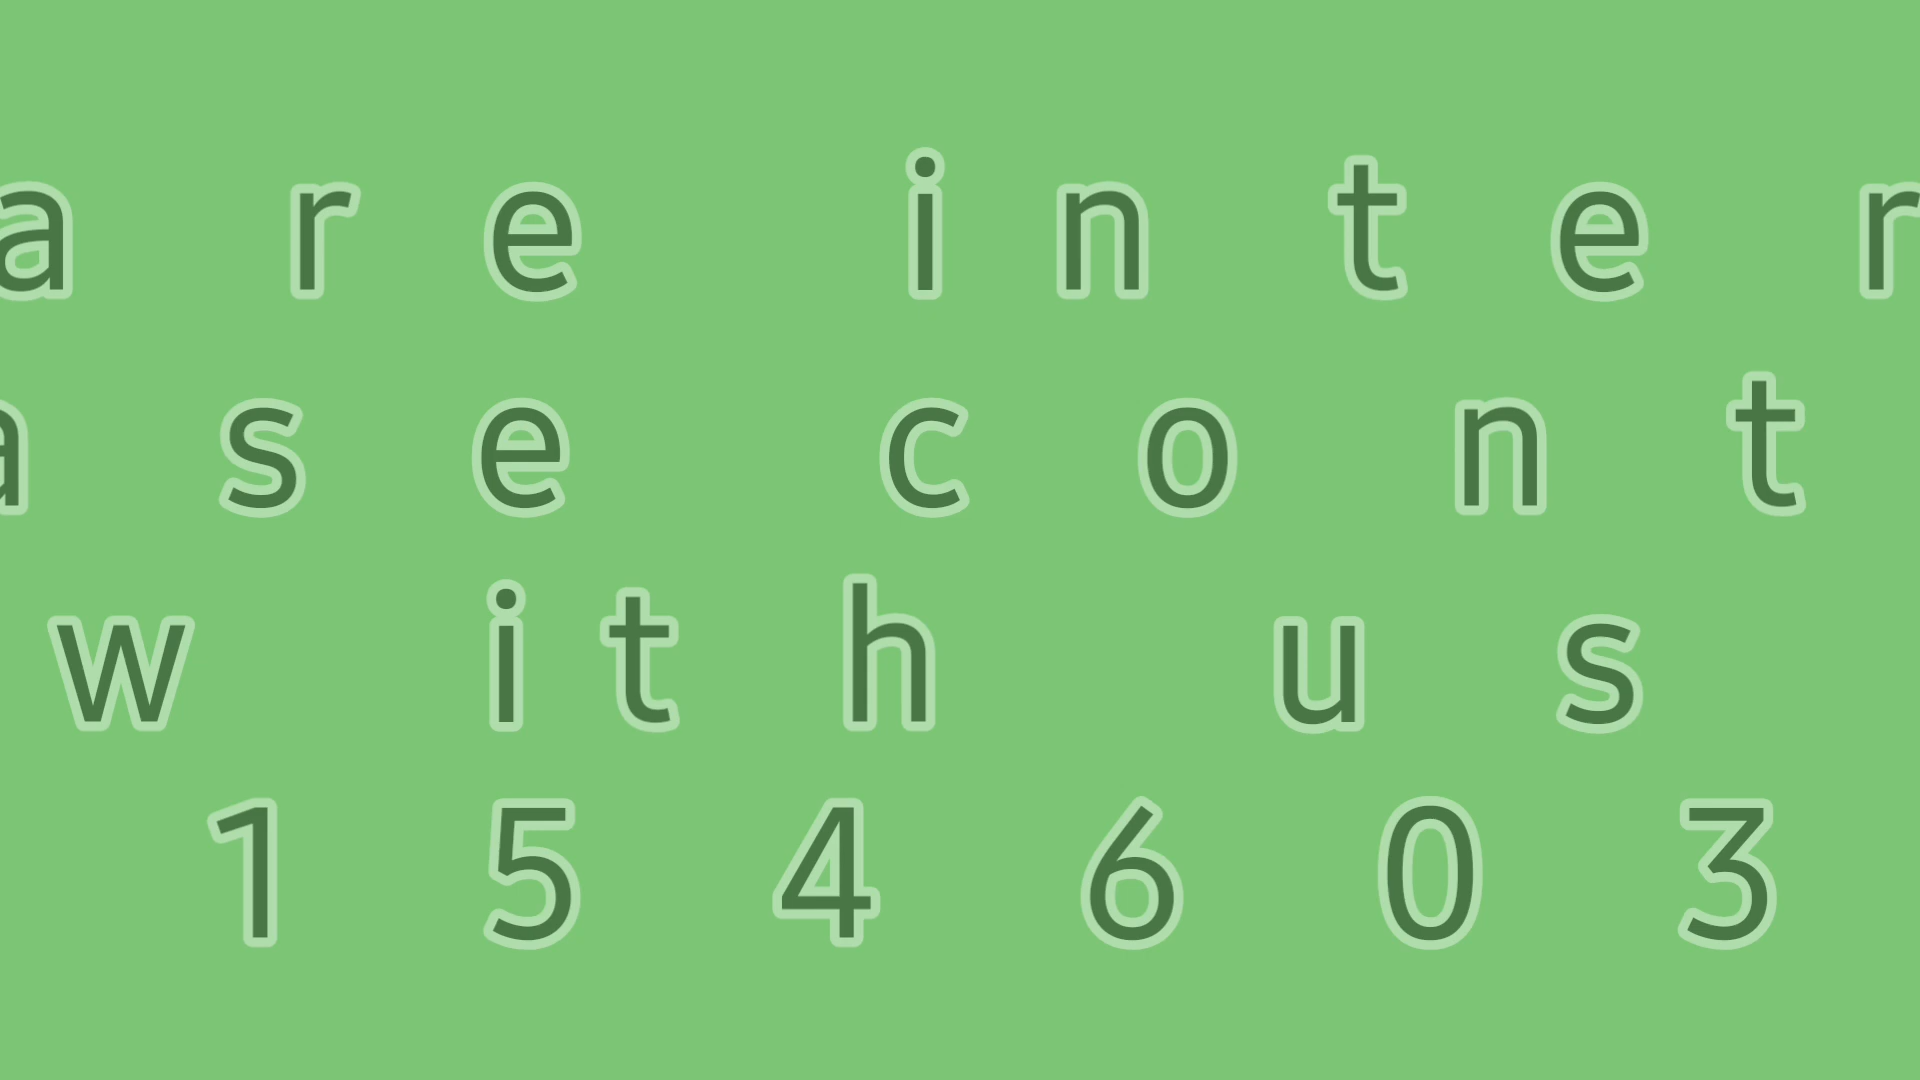 are inter
ase cont
with us
154603